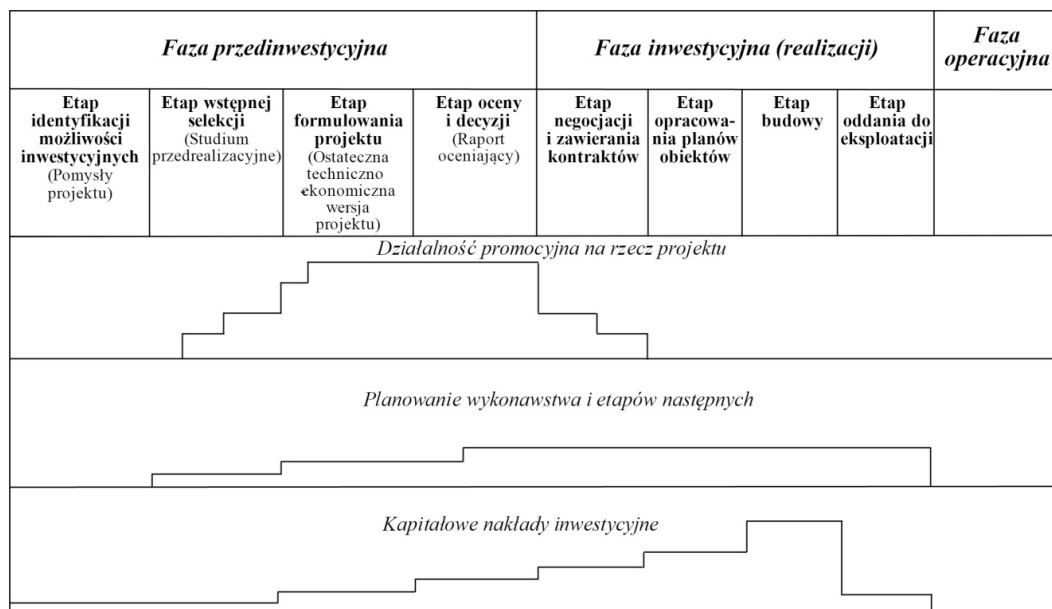 Faza przedinwestycyjna
Faza inwestycyjna (realizacji)
Faza
operacyjna
Etap
identyfikacji
możliwości
inwestycyjnych
(Pomysły
projektu)
Etap wstępnej
selekcji
(Studium
przedrealizacyjne)
Etap
formułowania
projektu
(Ostateczna
techniczno
ekonomiczna
wersja
projektu)
Etap oceny
i decyzji
(Raport
oceniający)
Etap
negocjacji
i zawierania
kontraktów
Etap
opracowa-
nia planów
obiektów
Etap
budowy
Etap
oddania do
eksploatacji
Działalność promocyjna na rzecz projektu
Planowanie wykonawstwa i etapów następnych
Kapitałowe nakłady inwestycyjne